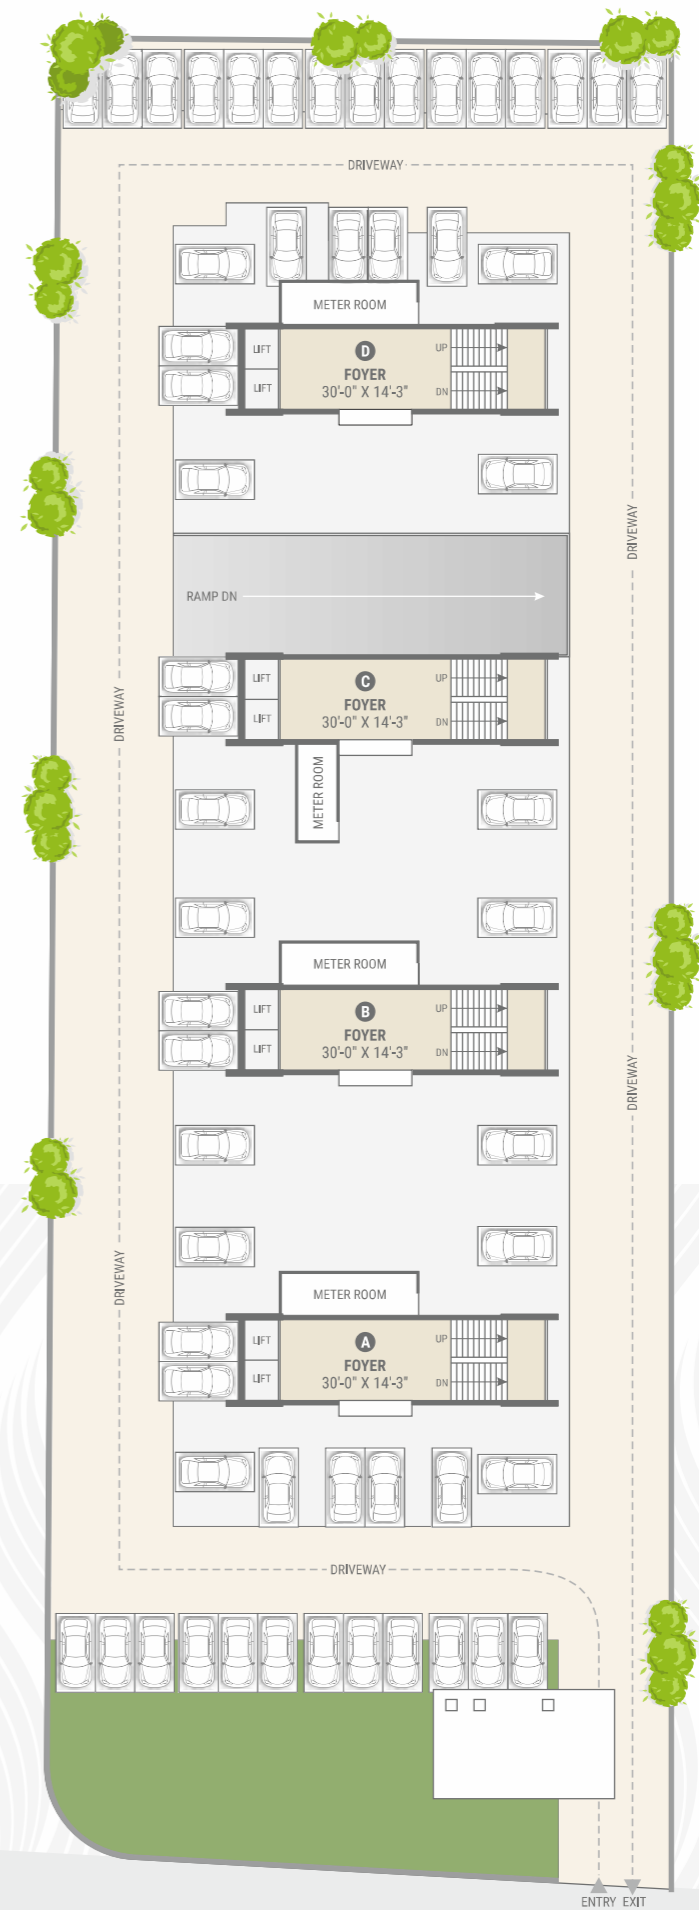 DRIVEWAY
METER ROOM
LIFT
D
UP
FOYER
30'-0" X 14'-3"
LIFT
DN
DRIVEWAY
RAMP DN
LIFT
C
UP
FOYER
30'-0" X 14'-3"
LIFT
DN
DRIVEWAY
METER ROOM
METER ROOM
LIFT
B
UP
FOYER
30'-0" X 14'-3"
LIFT
DN
DRIVEWAY
DRIVEWAY
METER ROOM
LIFT
A
UP
FOYER
30'-0" X 14'-3"
LIFT
DN
DRIVEWAY
ENTRY EXIT